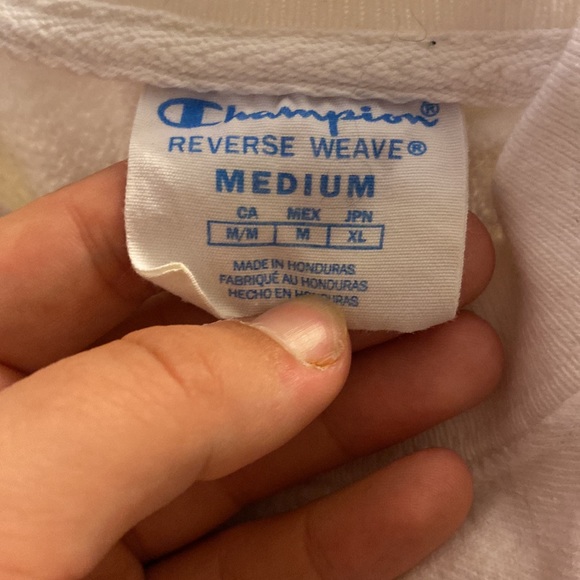 Champion®
REVERSE WEAVE®
MEDIUM
CA MEX JPN
M/M M XL
MADE IN HONDURAS
FABRIQUÉ AU HONDURAS
HECHO EN HONDURAS